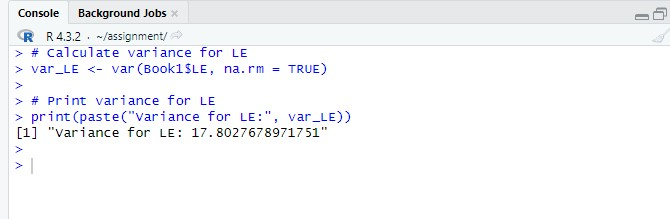 Console Background Jobs ×
R 4.3.2 · ~/assignment/
> # Calculate variance for LE
> var_LE <- var(Book1$LE, na.rm = TRUE)
>
> # Print variance for LE
> print(paste("Variance for LE:", var_LE))
[1] "Variance for LE: 17.8027678971751"
>
>